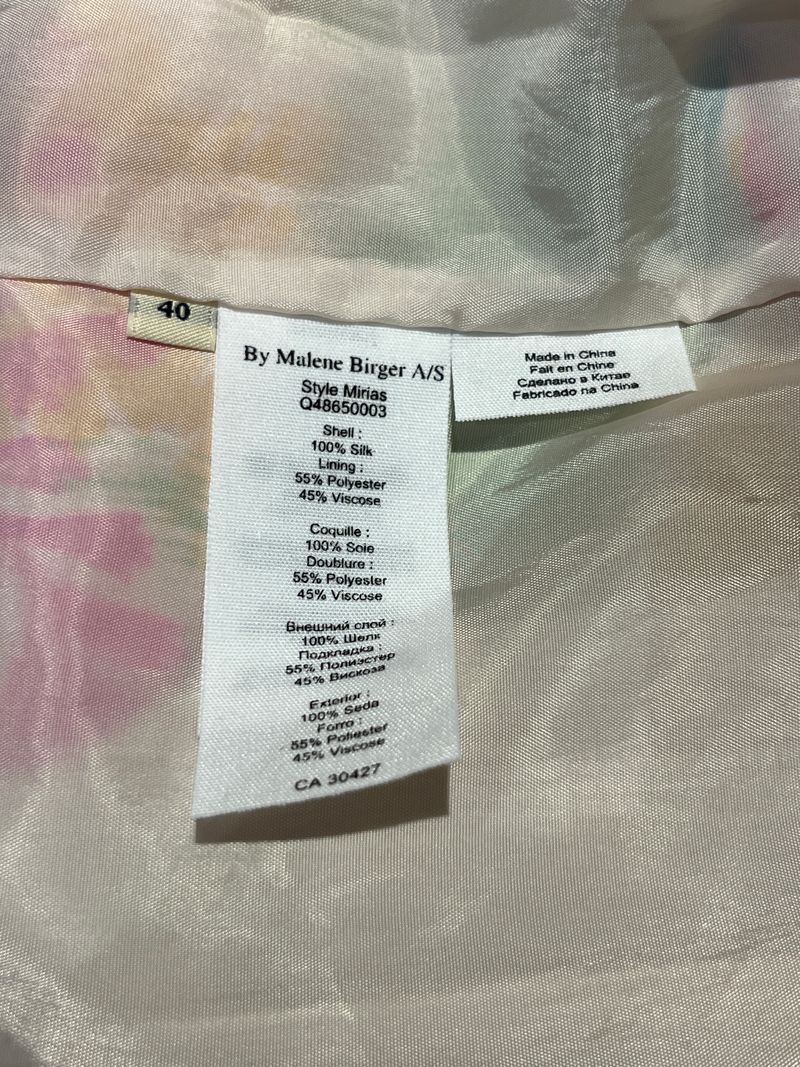 40
By Malene Birger A/S
Style Mirias
Q48650003
Shell :
100% Silk
Lining :
55% Polyester
45% Viscose
Coquille :
100% Soie
Doublure :
55% Polyester
45% Viscose
Внешний слой :
100% Шелк
Подкладка :
55% Полиэстер
45% Вискоза
Exterior :
100% Seda
Forro :
55% Poliester
45% Viscose
CA 30427
Made in China
Fait en Chine
Сделано в Китае
Fabricado na China